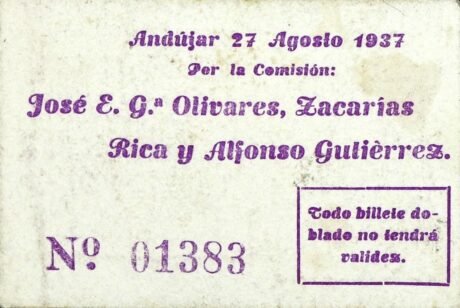 Andújar 27 Agosto 1937
Por la Comisión:
José E. G.ª Olivares, Zacarías
Rica y Alfonso Gutièrrez.
Todo billete do-
blado no tendrá
validez.
Nº 01383